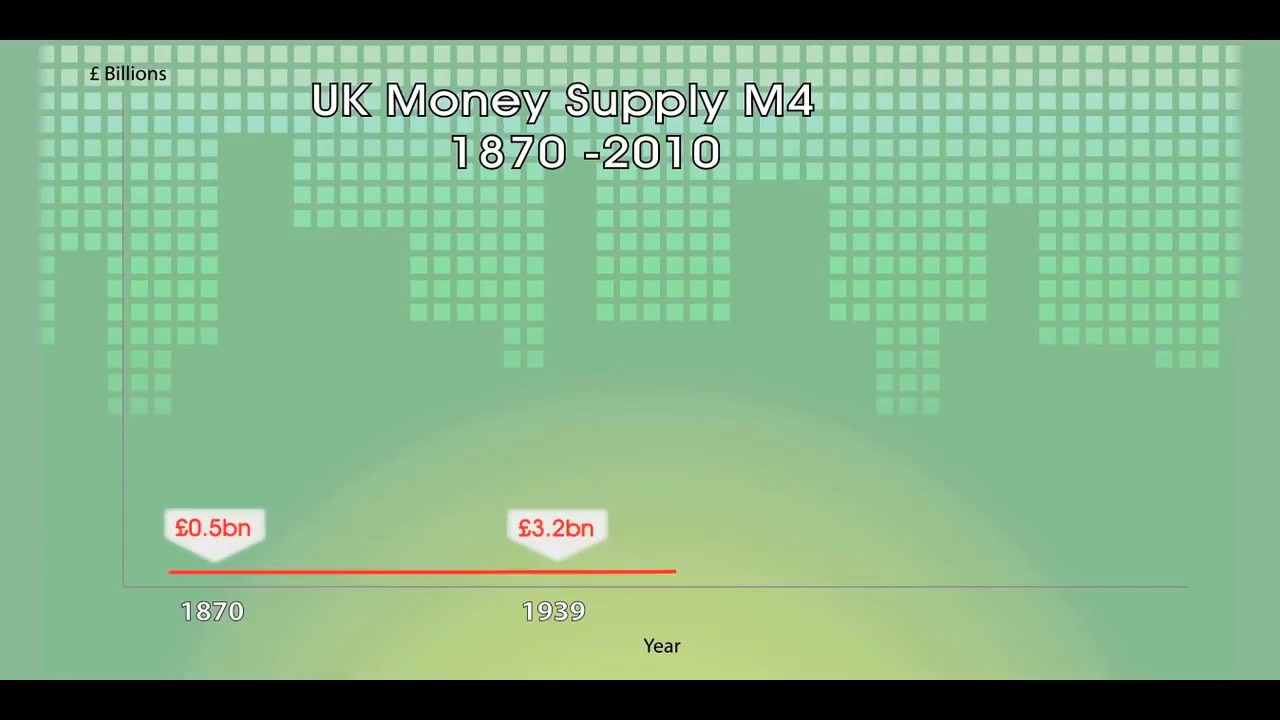 £ Billions
UK Money Supply M4
1870 -2010
£0.5bn
£3.2bn
1870
1939
Year